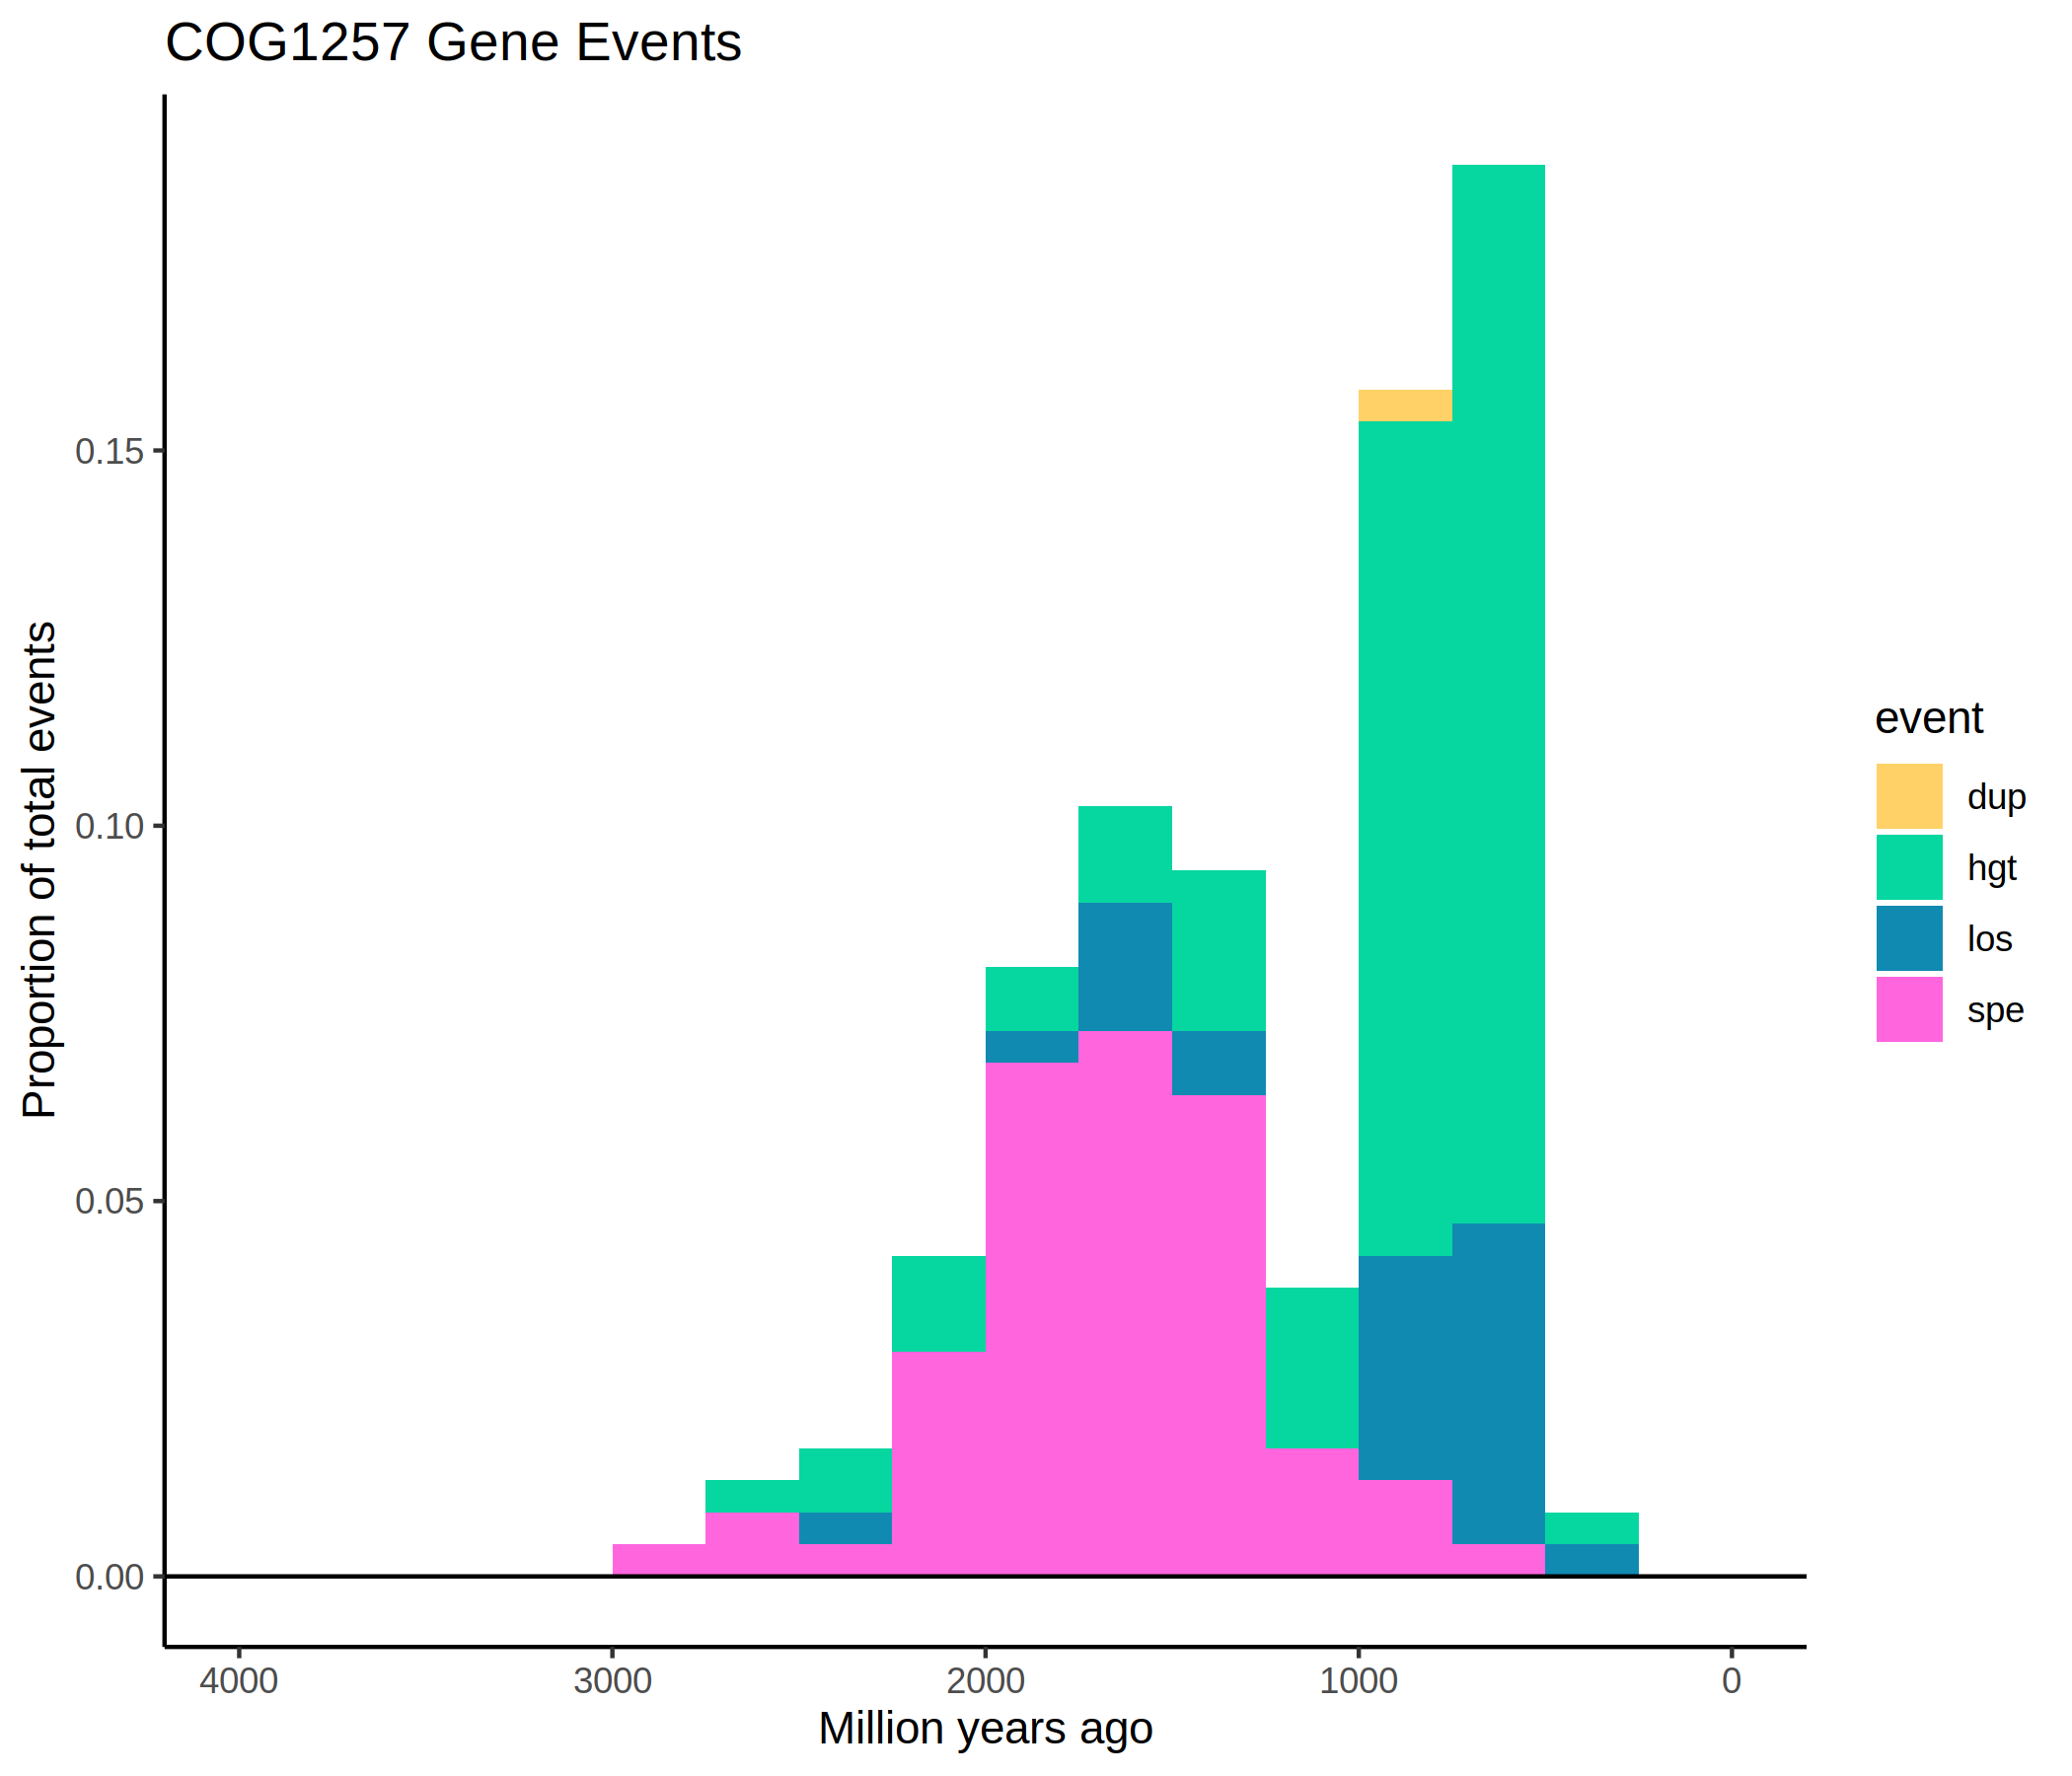 COG1257 Gene Events
Proportion of total events
0.15
0.10
0.05
0.00
4000 3000 2000 1000 0
Million years ago
event
dup
hgt
los
spe